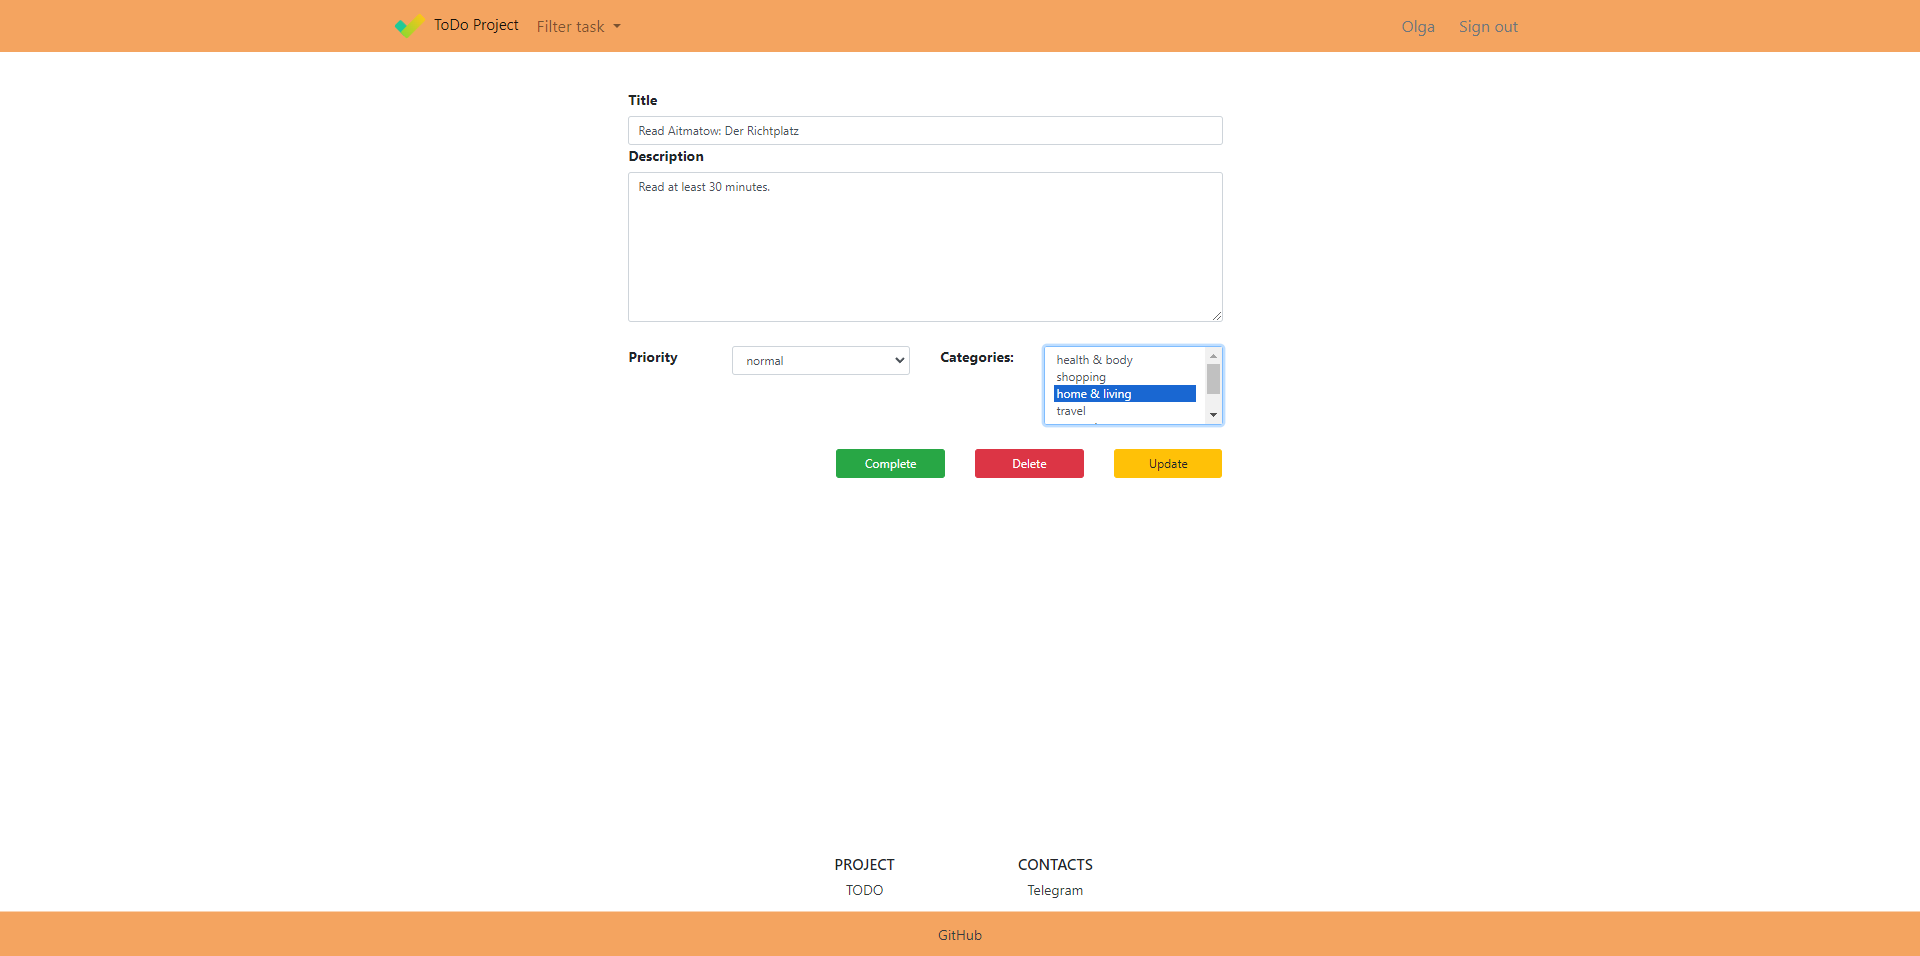 ToDo Project
Filter task
Olga
Sign out
Title
Read Aitmatow: Der Richtplatz
Description
Read at least 30 minutes.
Priority
normal
Categories:
health & body
shopping
home & living
travel
Complete
Delete
Update
PROJECT
CONTACTS
TODO
Telegram
GitHub